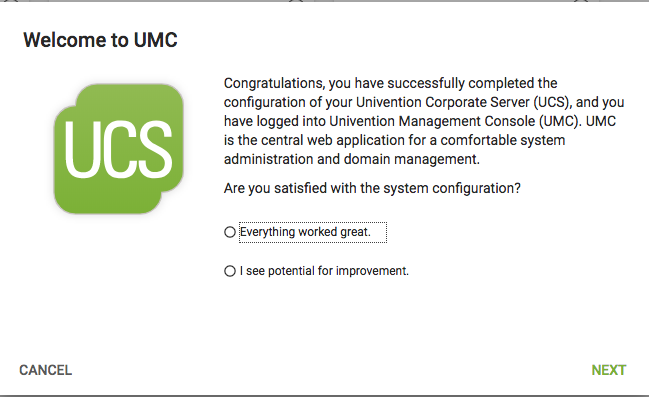 Welcome to UMC
UCS
Congratulations, you have successfully completed the
configuration of your Univention Corporate Server (UCS), and you
have logged into Univention Management Console (UMC). UMC
is the central web application for a comfortable system
administration and domain management.
Are you satisfied with the system configuration?
Everything worked great.
I see potential for improvement.
CANCEL
NEXT